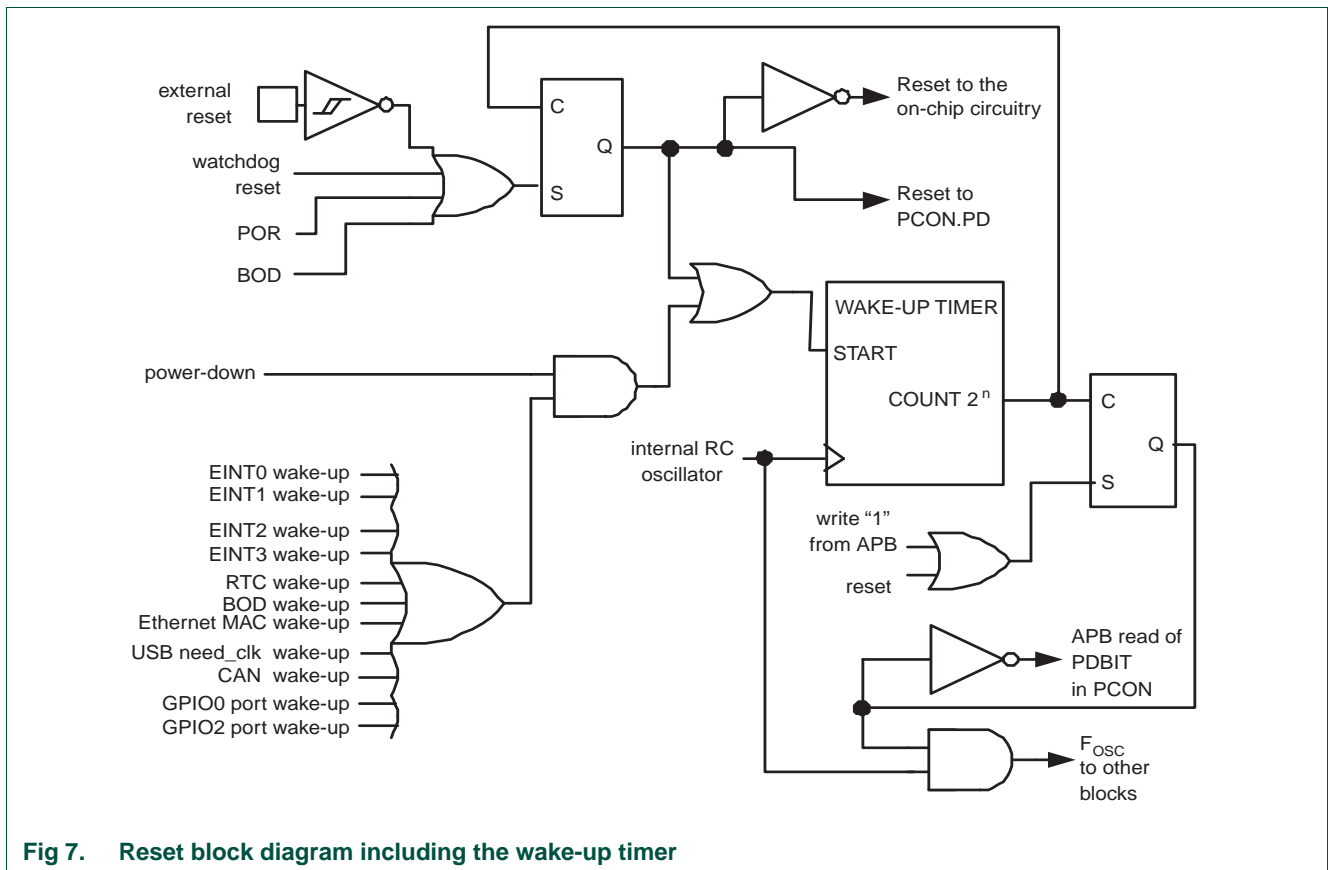 external
reset
watchdog
reset
POR
BOD
C
Q
S
Reset to the
on-chip circuitry
Reset to
PCON.PD
WAKE-UP TIMER
START
COUNT 2 n
power-down
internal RC
oscillator
C
Q
S
EINT0 wake-up
EINT1 wake-up
EINT2 wake-up
EINT3 wake-up
RTC wake-up
BOD wake-up
Ethernet MAC wake-up
USB need_clk wake-up
CAN wake-up
GPIO0 port wake-up
GPIO2 port wake-up
write “1”
from APB
reset
APB read of
PDBIT
in PCON
FOSC
to other
blocks
Fig 7. Reset block diagram including the wake-up timer